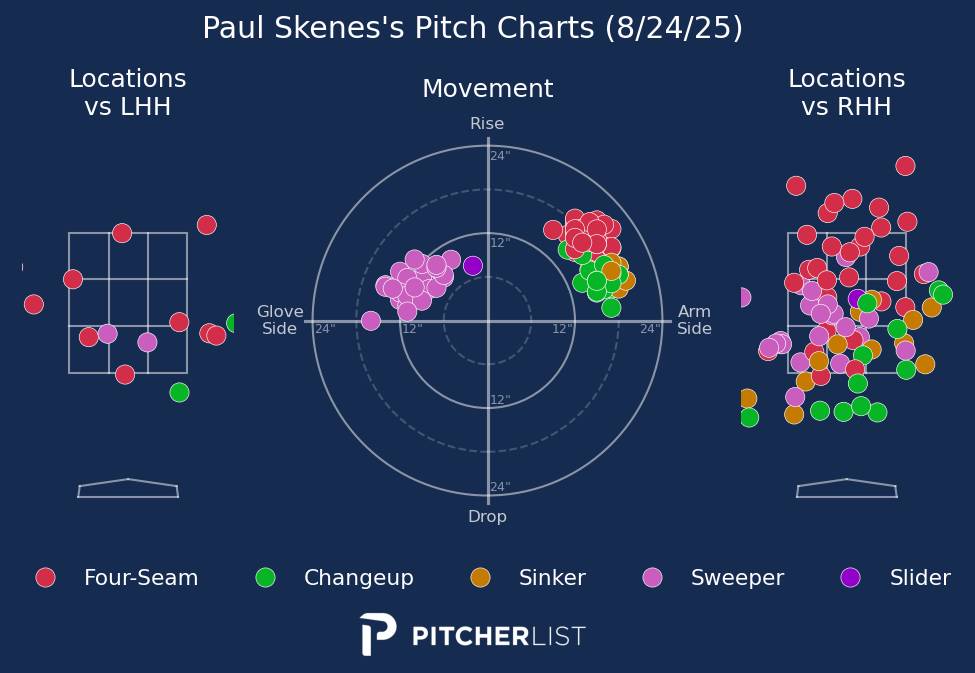 Paul Skenes's Pitch Charts (8/24/25)
Locations
vs LHH
Movement
Locations
vs RHH
Rise
24"
12"
Glove
Side
24"
12"
12"
24"
Arm
Side
12"
24"
Drop
Four-Seam
Changeup
Sinker
Sweeper
Slider
PITCHERLIST